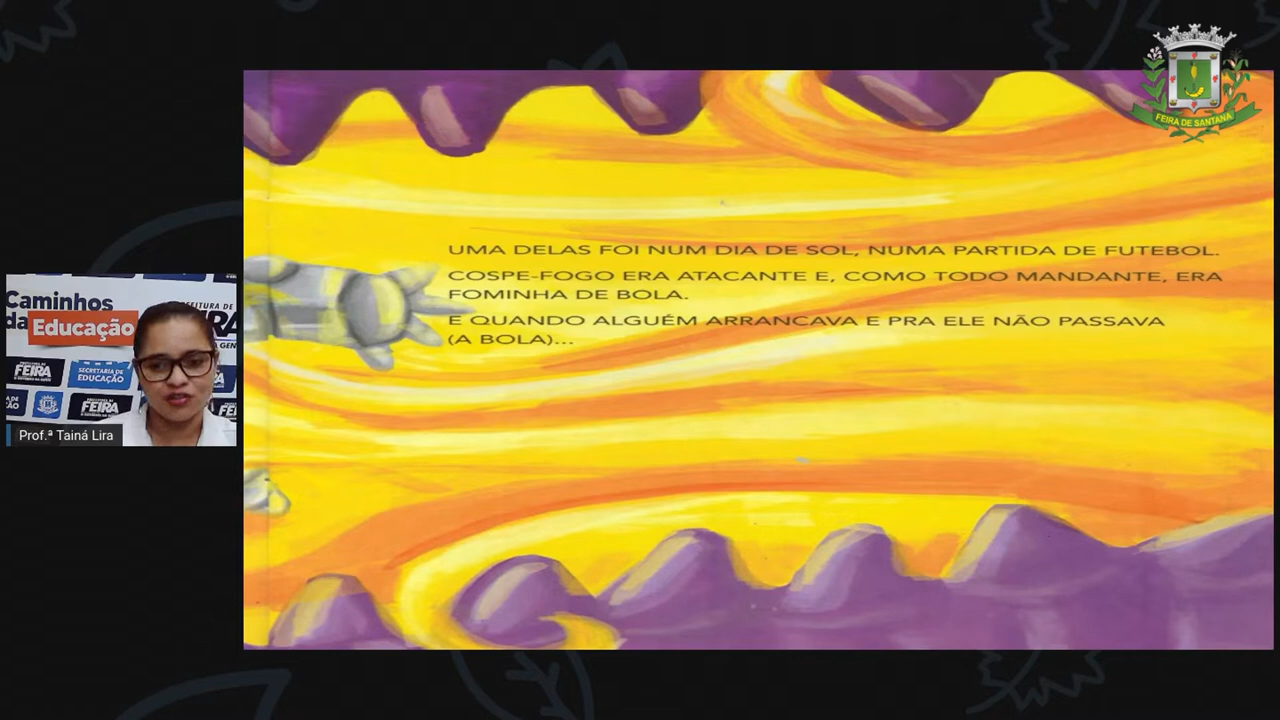 FEIRA DE SANTANA
UMA DELAS FOI NUM DIA DE SOL, NUMA PARTIDA DE FUTEBOL.
COSPE-FOGO ERA ATACANTE E, COMO TODO MANDANTE, ERA
FOMINHA DE BOLA.
E QUANDO ALGUÉM ARRANCAVA E PRA ELE NÃO PASSAVA
(A BOLA)...
Caminhos
da Educação
PREFEITURA DE
FEIRA
SECRETARIA DE
EDUCAÇÃO
FEIRA
Prof.ª Tainá Lira